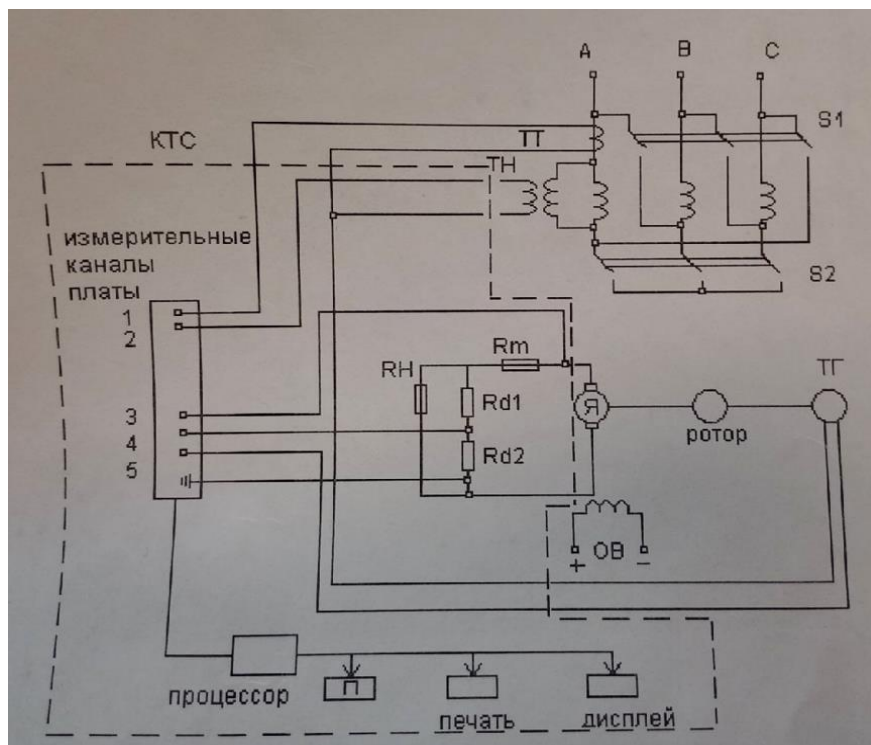 A B C
S1
КТС ТТ
ТН
измерительные
каналы
платы
S2
1
2
Rm
RH
ТГ
Rd1
Я
3
ротор
4
Rd2
5
ОВ
+ −
процессор
П
печать
дисплей